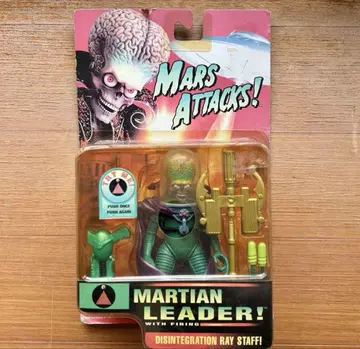 MARS
ATTACKS!
TRY ME!
PUSH ONCE
PUSH AGAIN
MARTIAN
LEADER!
WITH FIRING
DISINTEGRATION RAY STAFF!